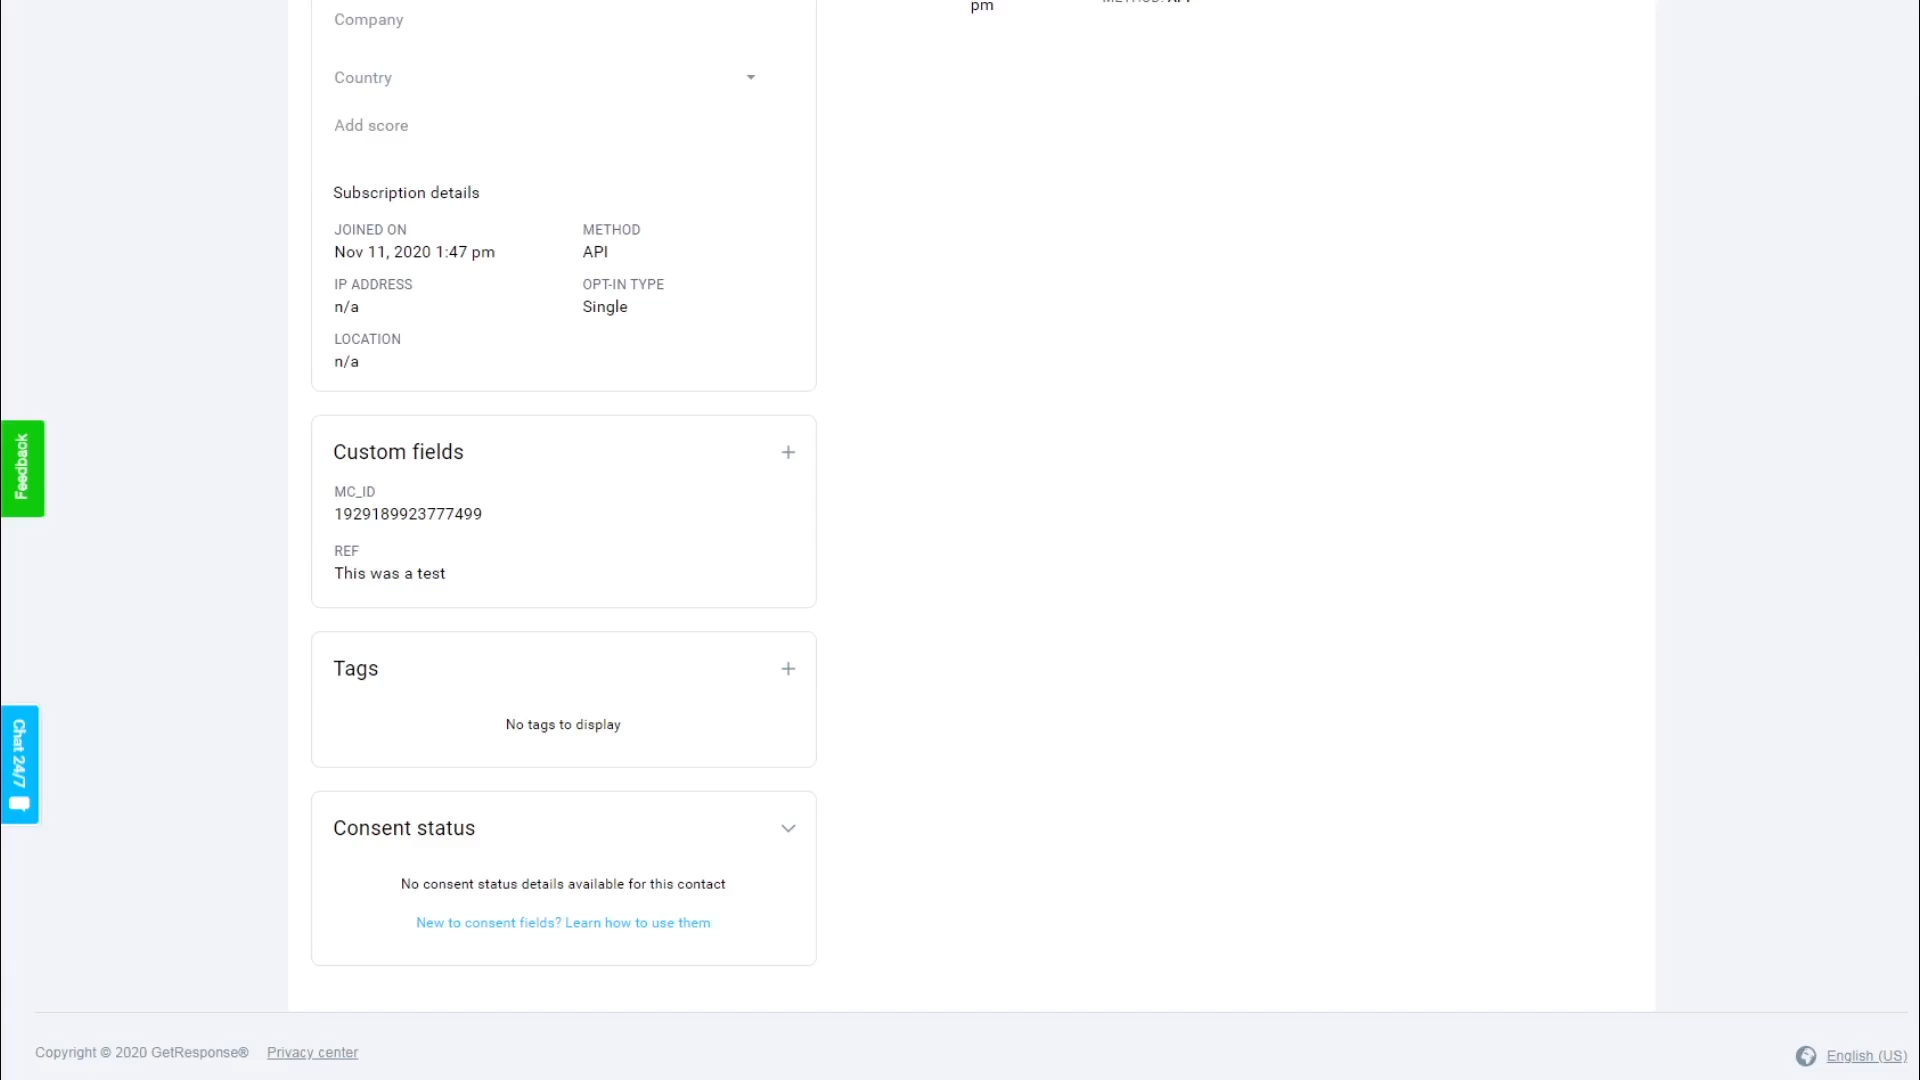 Company
pm
Country
Add score
Subscription details
JOINED ON
METHOD
Nov 11, 2020 1:47 pm
API
IP ADDRESS
OPT-IN TYPE
n/a
Single
LOCATION
n/a
Feedback
Custom fields
MC_ID
1929189923777499
REF
This was a test
Tags
No tags to display
Chat 24/7
Consent status
No consent status details available for this contact
New to consent fields? Learn how to use them
Copyright © 2020 GetResponse®
Privacy center
English (US)